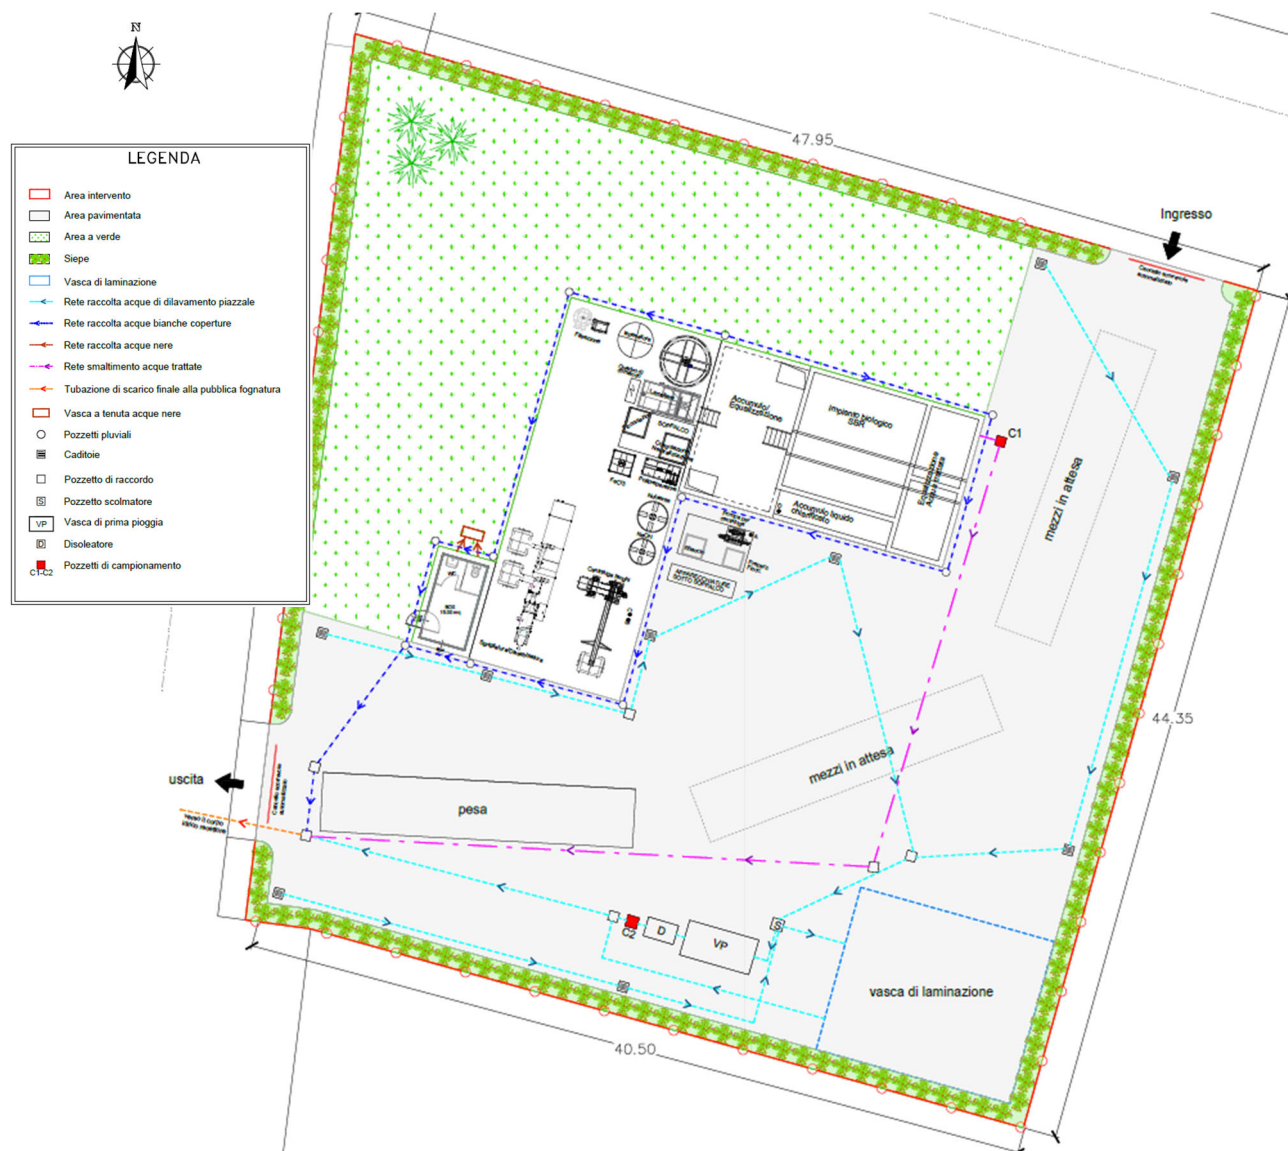 N
LEGENDA
Area intervento
Area pavimentata
Area a verde
Siepe
Vasca di laminazione
Rete raccolta acque di dilavamento piazzale
Rete raccolta acque bianche coperture
Rete raccolta acque nere
Rete smaltimento acque trattate
Tubazione di scarico finale alla pubblica fognatura
Vasca a tenuta acque nere
Pozzetti pluviali
Caditoie
Pozzetto di raccordo
S
Pozzetto scolmatore
VP
Vasca di prima pioggia
D
Disoleatore
Pozzetti di campionamento
C1-C2
47.95
Ingresso
44.35
40.50
uscita
C1
mezzi in attesa
mezzi in attesa
pesa
Accumulo/
Equalizzazione
Impianto biologico
SBR
Accumulo liquido
chiarificato
SOPPALCO
APPARECCHIATURE
SOTTO SOPPALCO
S
VP
D
C2
vasca di laminazione